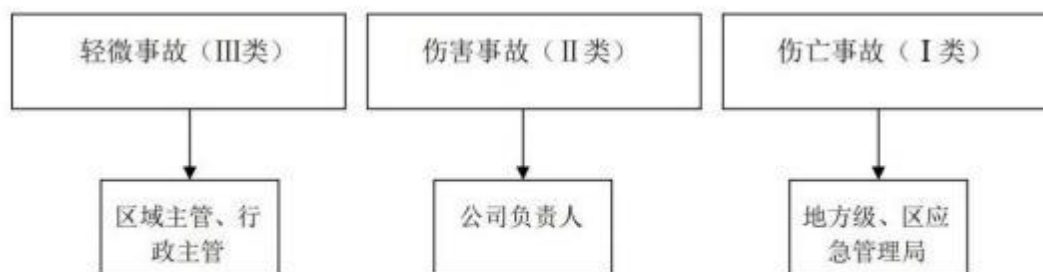 轻微事故（Ⅲ类）
伤害事故（Ⅱ类）
伤亡事故（Ⅰ类）
区域主管、行
政主管
公司负责人
地方级、区应
急管理局